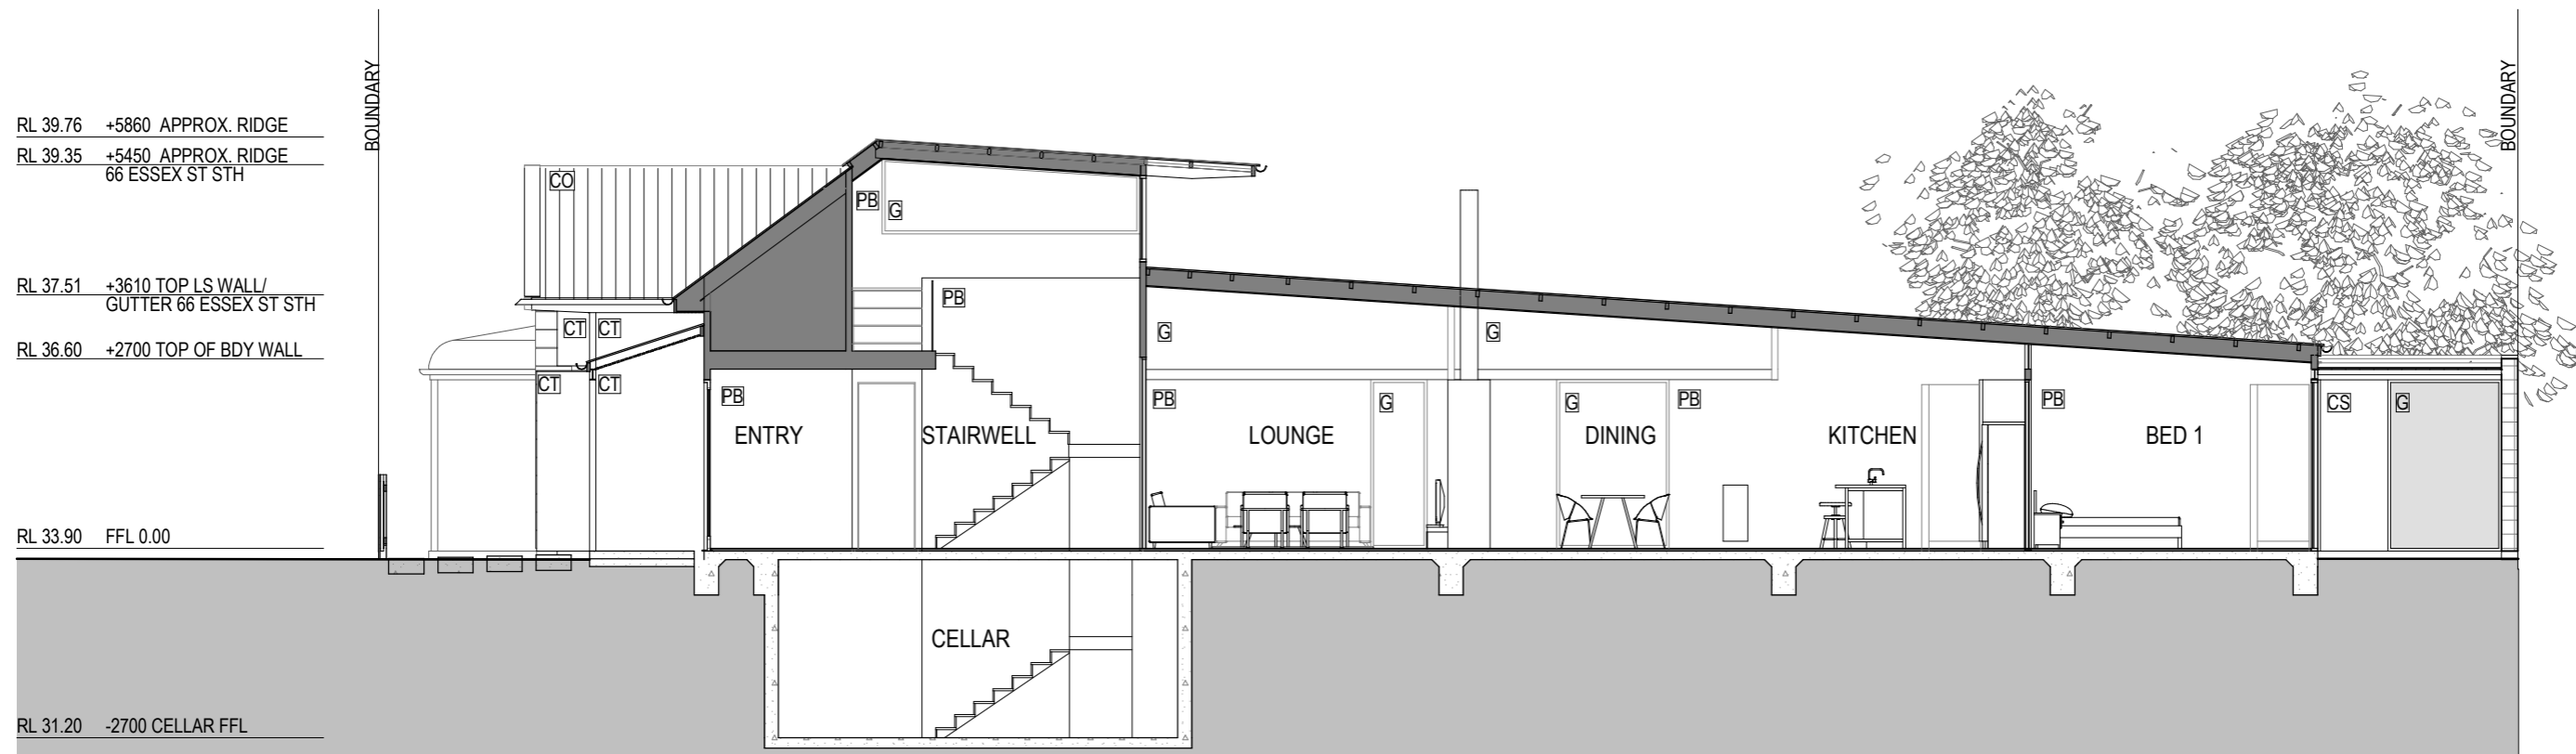 BOUNDARY
BOUNDARY
RL 39.76 +5860 APPROX. RIDGE
RL 39.35 +5450 APPROX. RIDGE
66 ESSEX ST STH
CO
PB
G
RL 37.51 +3610 TOP LS WALL/
GUTTER 66 ESSEX ST STH
PB
CT
CT
G
G
RL 36.60 +2700 TOP OF BDY WALL
CT
CT
PB
PB
G
G
PB
PB
CS
G
ENTRY
STAIRWELL
LOUNGE
DINING
KITCHEN
BED 1
RL 33.90 FFL 0.00
CELLAR
RL 31.20 -2700 CELLAR FFL